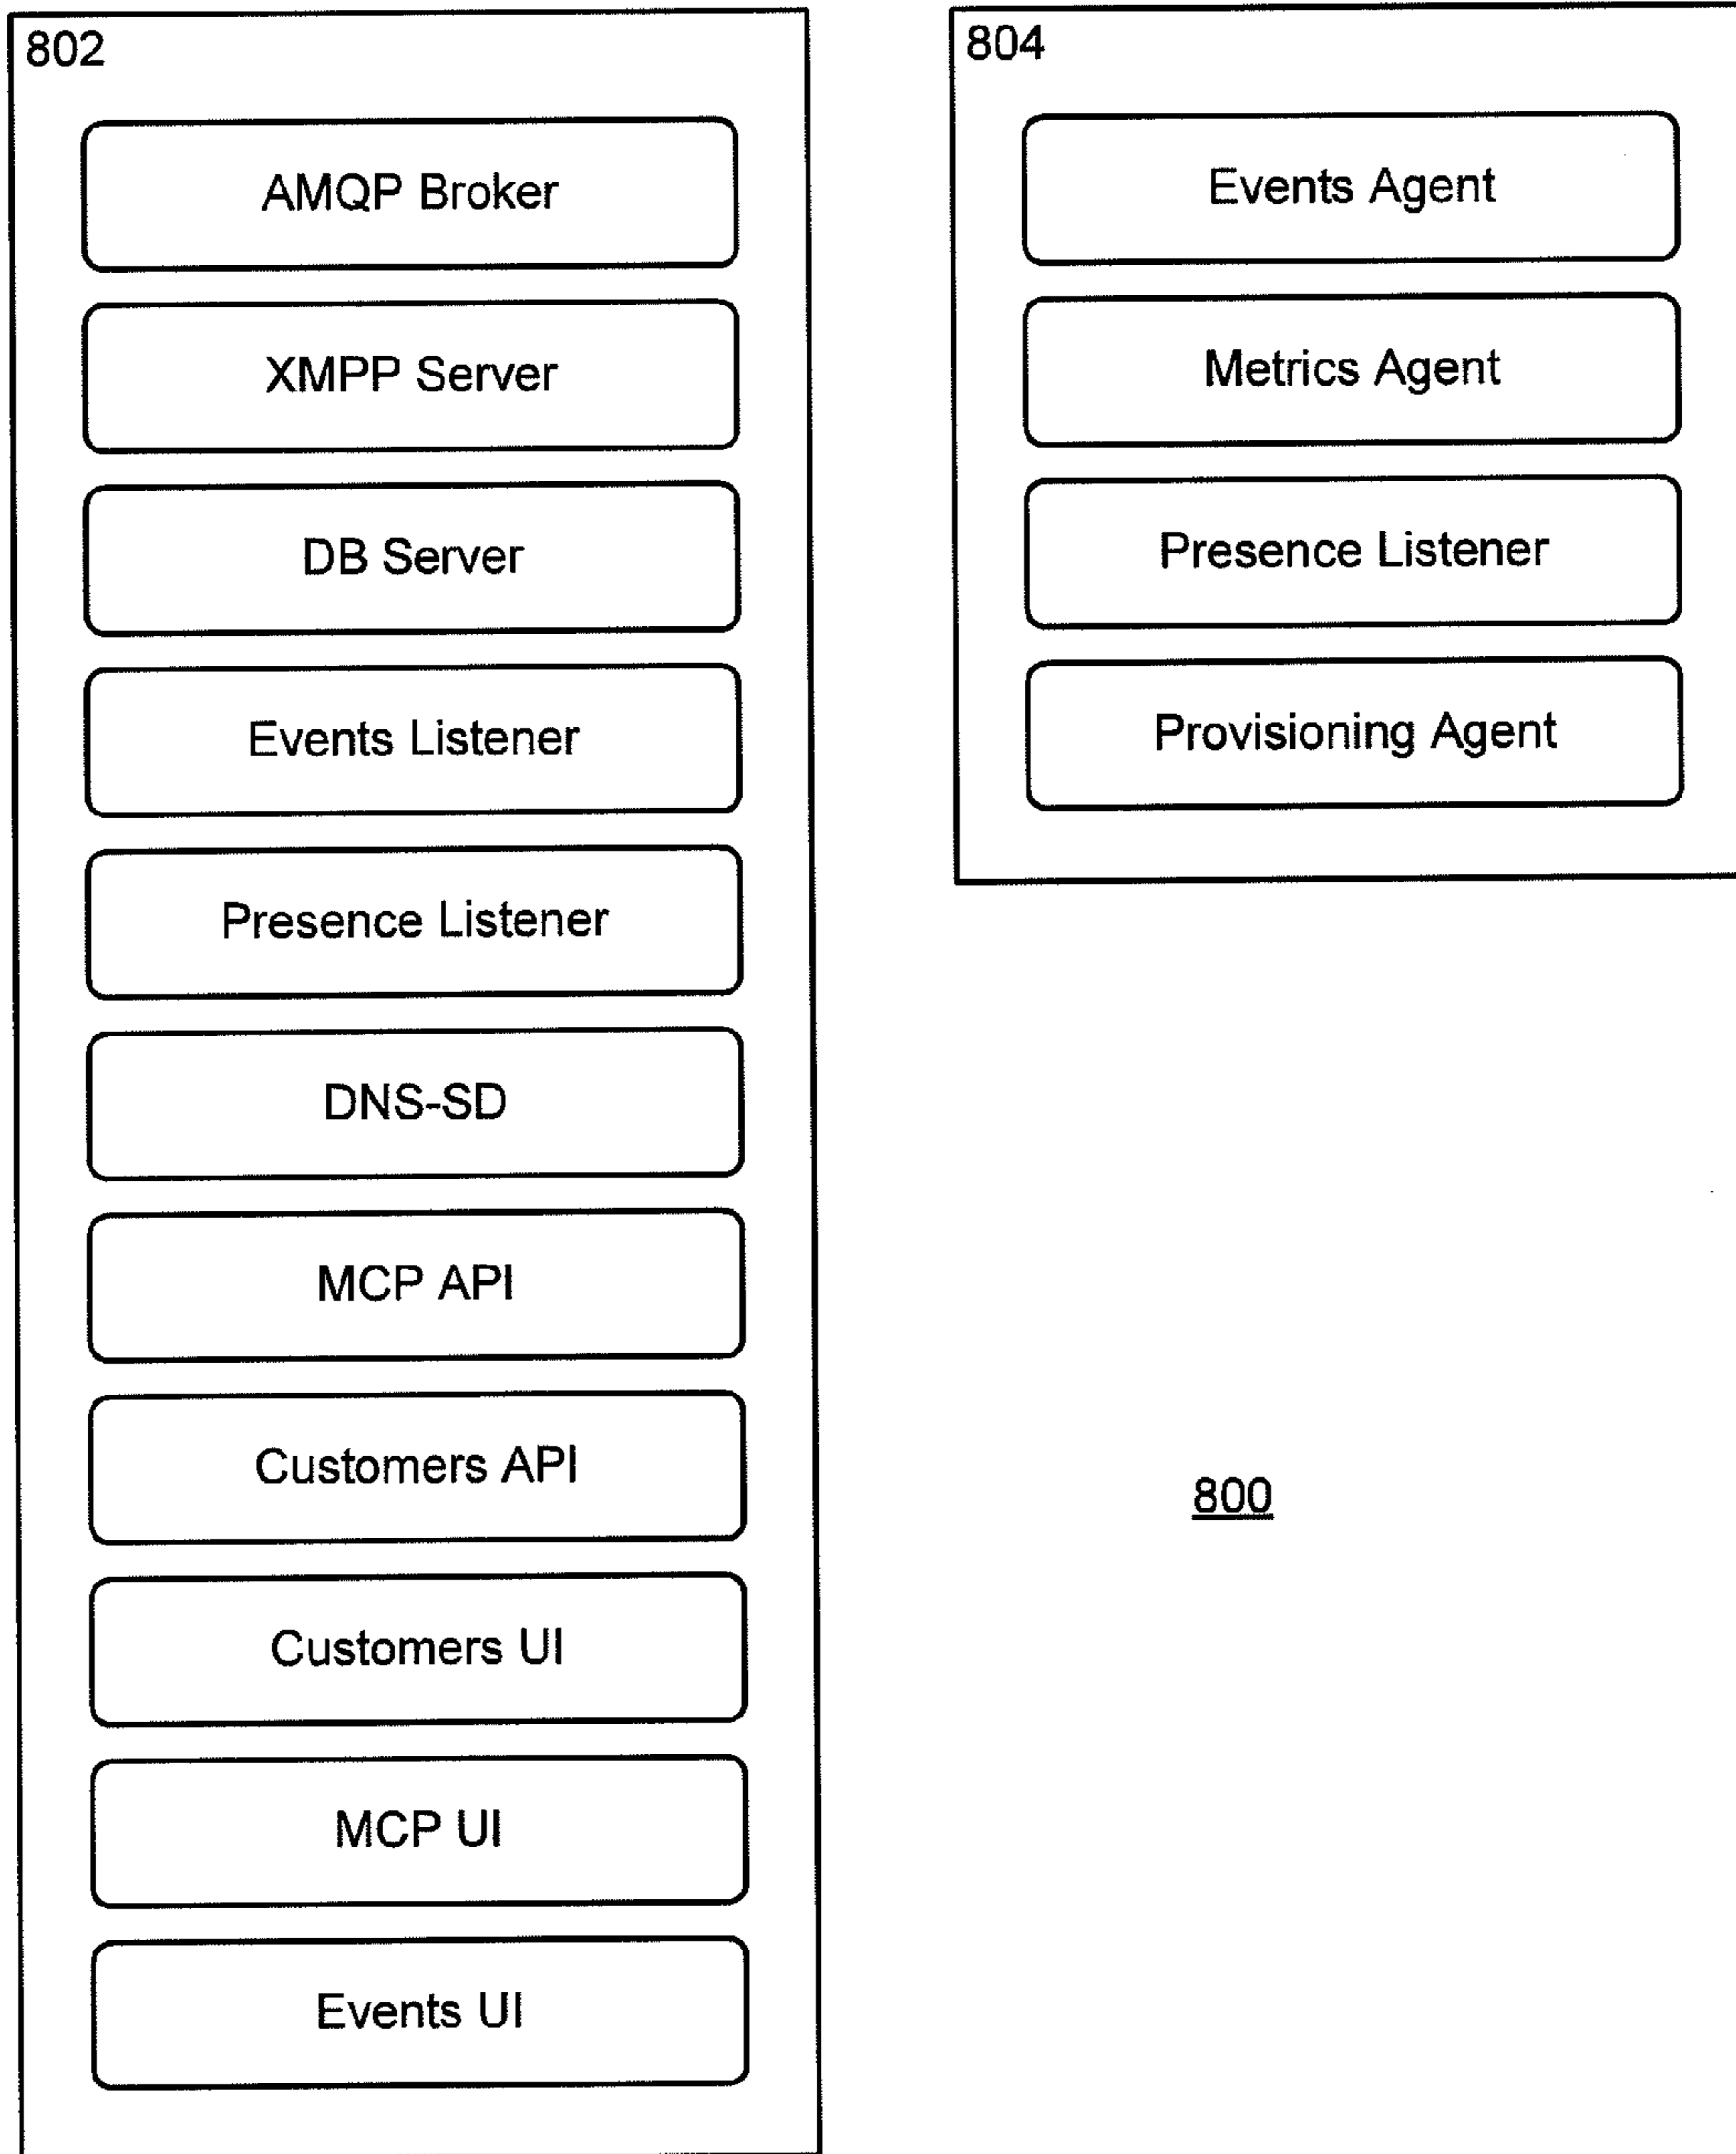 802
AMQP Broker
XMPP Server
DB Server
Events Listener
Presence Listener
DNS-SD
MCP API
Customers API
Customers UI
MCP UI
Events UI
804
Events Agent
Metrics Agent
Presence Listener
Provisioning Agent
800